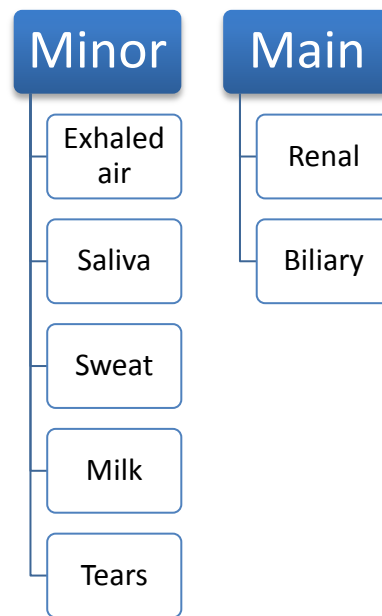 Minor
Exhaled
air
Saliva
Sweat
Milk
Tears
Main
Renal
Biliary